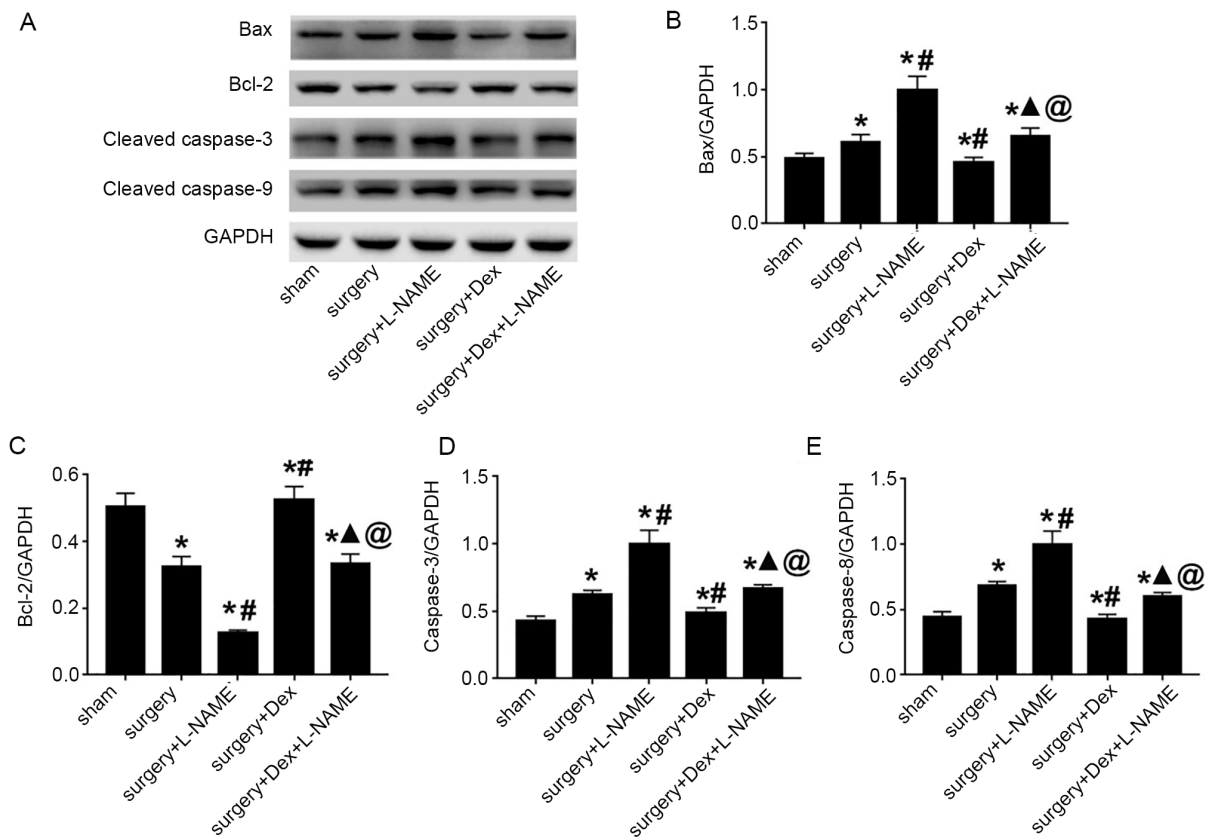 A
Bax
Bcl-2
Cleaved caspase-3
Cleaved caspase-9
GAPDH
sham
surgery
surgery+L-NAME
surgery+Dex
surgery+Dex+L-NAME
B
Bax/GAPDH
1.5
1.0
0.5
0.0
*
*#
*#
*▲@
sham
surgery
surgery+L-NAME
surgery+Dex
surgery+Dex+L-NAME
C
Bcl-2/GAPDH
0.6
0.4
0.2
0.0
*
*#
*#
*▲@
sham
surgery
surgery+L-NAME
surgery+Dex
surgery+Dex+L-NAME
D
Caspase-3/GAPDH
1.5
1.0
0.5
0.0
*
*#
*#
*▲@
sham
surgery
surgery+L-NAME
surgery+Dex
surgery+Dex+L-NAME
E
Caspase-8/GAPDH
1.5
1.0
0.5
0.0
*
*#
*#
*▲@
sham
surgery
surgery+L-NAME
surgery+Dex
surgery+Dex+L-NAME